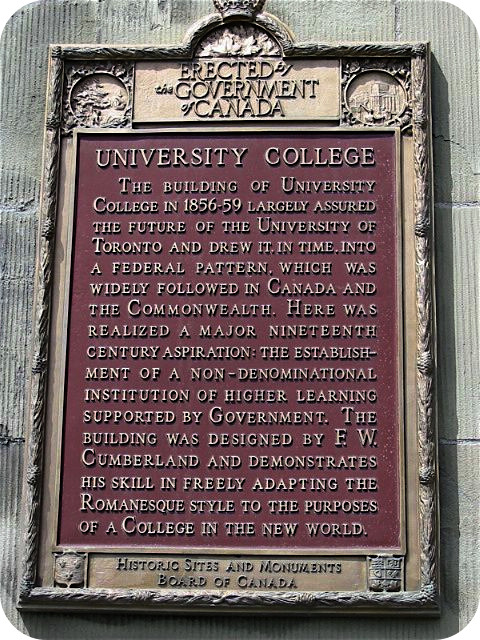 ERECTED by
the GOVERNMENT
of CANADA
UNIVERSITY COLLEGE
THE BUILDING OF UNIVERSITY
COLLEGE IN 1856-59 LARGELY ASSURED
THE FUTURE OF THE UNIVERSITY OF
TORONTO AND DREW IT, IN TIME, INTO
A FEDERAL PATTERN, WHICH WAS
WIDELY FOLLOWED IN CANADA AND
THE COMMONWEALTH. HERE WAS
REALIZED A MAJOR NINETEENTH
CENTURY ASPIRATION: THE ESTABLISH-
MENT OF A NON-DENOMINATIONAL
INSTITUTION OF HIGHER LEARNING
SUPPORTED BY GOVERNMENT. THE
BUILDING WAS DESIGNED BY F. W.
CUMBERLAND AND DEMONSTRATES
HIS SKILL IN FREELY ADAPTING THE
ROMANESQUE STYLE TO THE PURPOSES
OF A COLLEGE IN THE NEW WORLD.
HISTORIC SITES AND MONUMENTS
BOARD OF CANADA